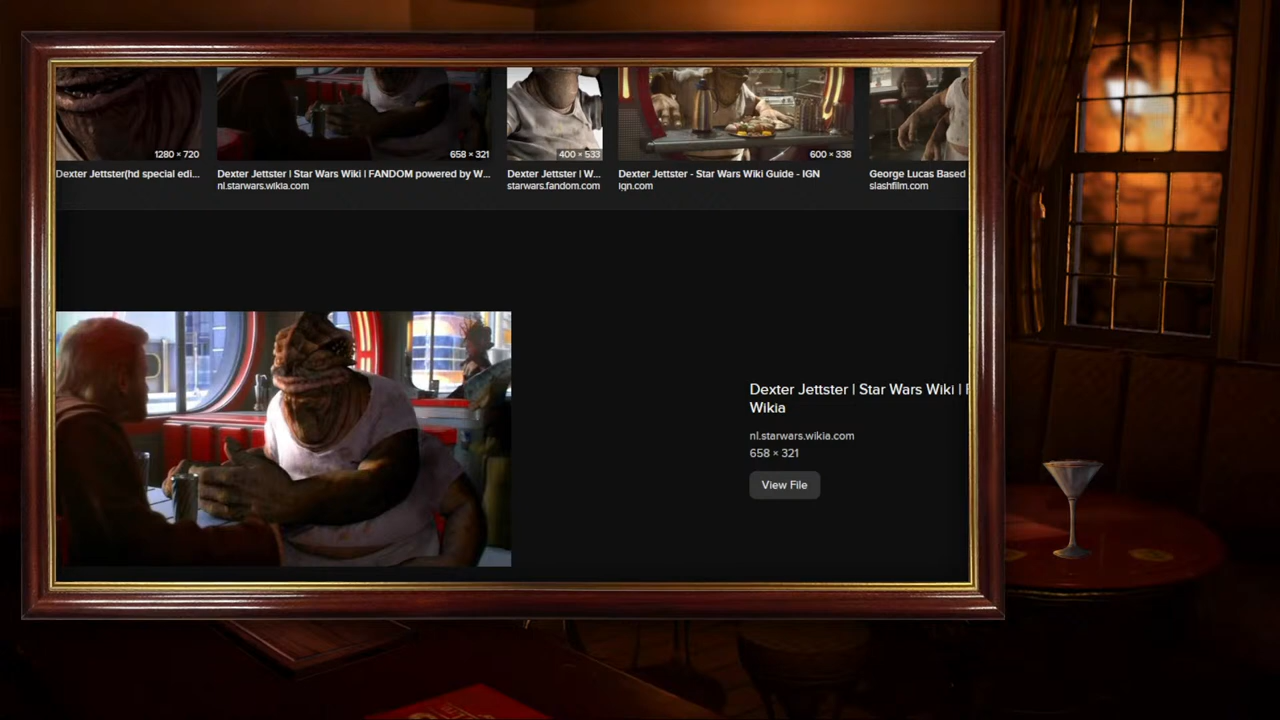 1280 × 720
658 × 321
400 × 533
600 × 338
Dexter Jettster(hd special edi...
Dexter Jettster | Star Wars Wiki | FANDOM powered by W...
Dexter Jettster | W...
Dexter Jettster - Star Wars Wiki Guide - IGN
George Lucas Based
nl.starwars.wikia.com
starwars.fandom.com
ign.com
slashfilm.com
Dexter Jettster | Star Wars Wiki |
Wikia
nl.starwars.wikia.com
658 × 321
View File